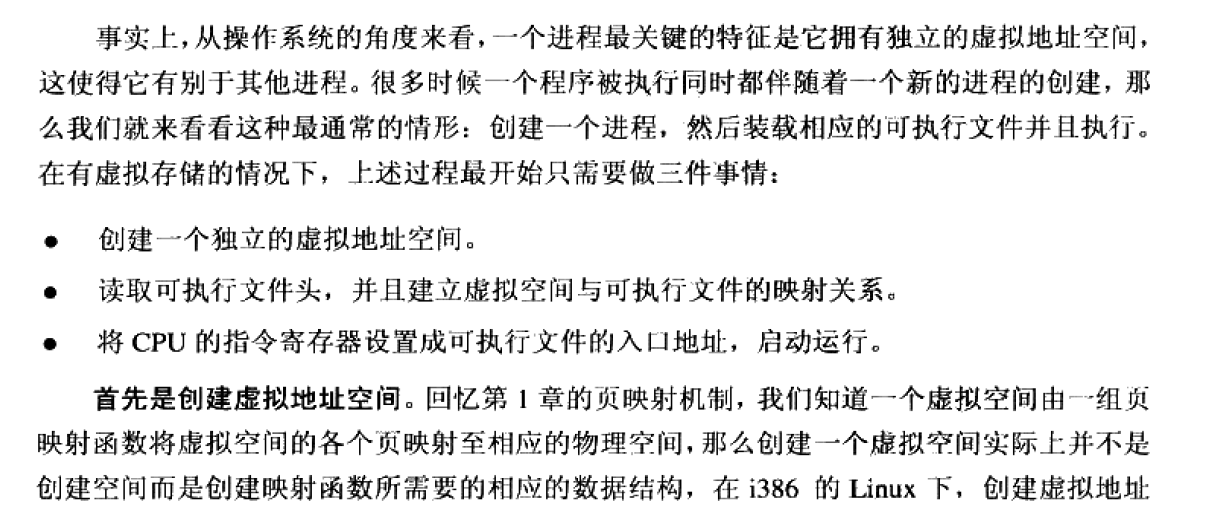 事实上，从操作系统的角度来看，一个进程最关键的特征是它拥有独立的虚拟地址空间，
这使得它有别于其他进程。很多时候一个程序被执行同时都伴随着一个新的进程的创建，那
么我们就来看看这种最通常的情形：创建一个进程，然后装载相应的可执行文件并且执行。
在有虚拟存储的情况下，上述过程最开始只需要做三件事情：
● 创建一个独立的虚拟地址空间。
● 读取可执行文件头，并且建立虚拟空间与可执行文件的映射关系。
● 将 CPU 的指令寄存器设置成可执行文件的入口地址，启动运行。
首先是创建虚拟地址空间。回忆第 1 章的页映射机制，我们知道一个虚拟空间由一组页
映射函数将虚拟空间的各个页映射至相应的物理空间，那么创建一个虚拟空间实际上并不是
创建空间而是创建映射函数所需要的相应的数据结构，在 i386 的 Linux 下，创建虚拟地址